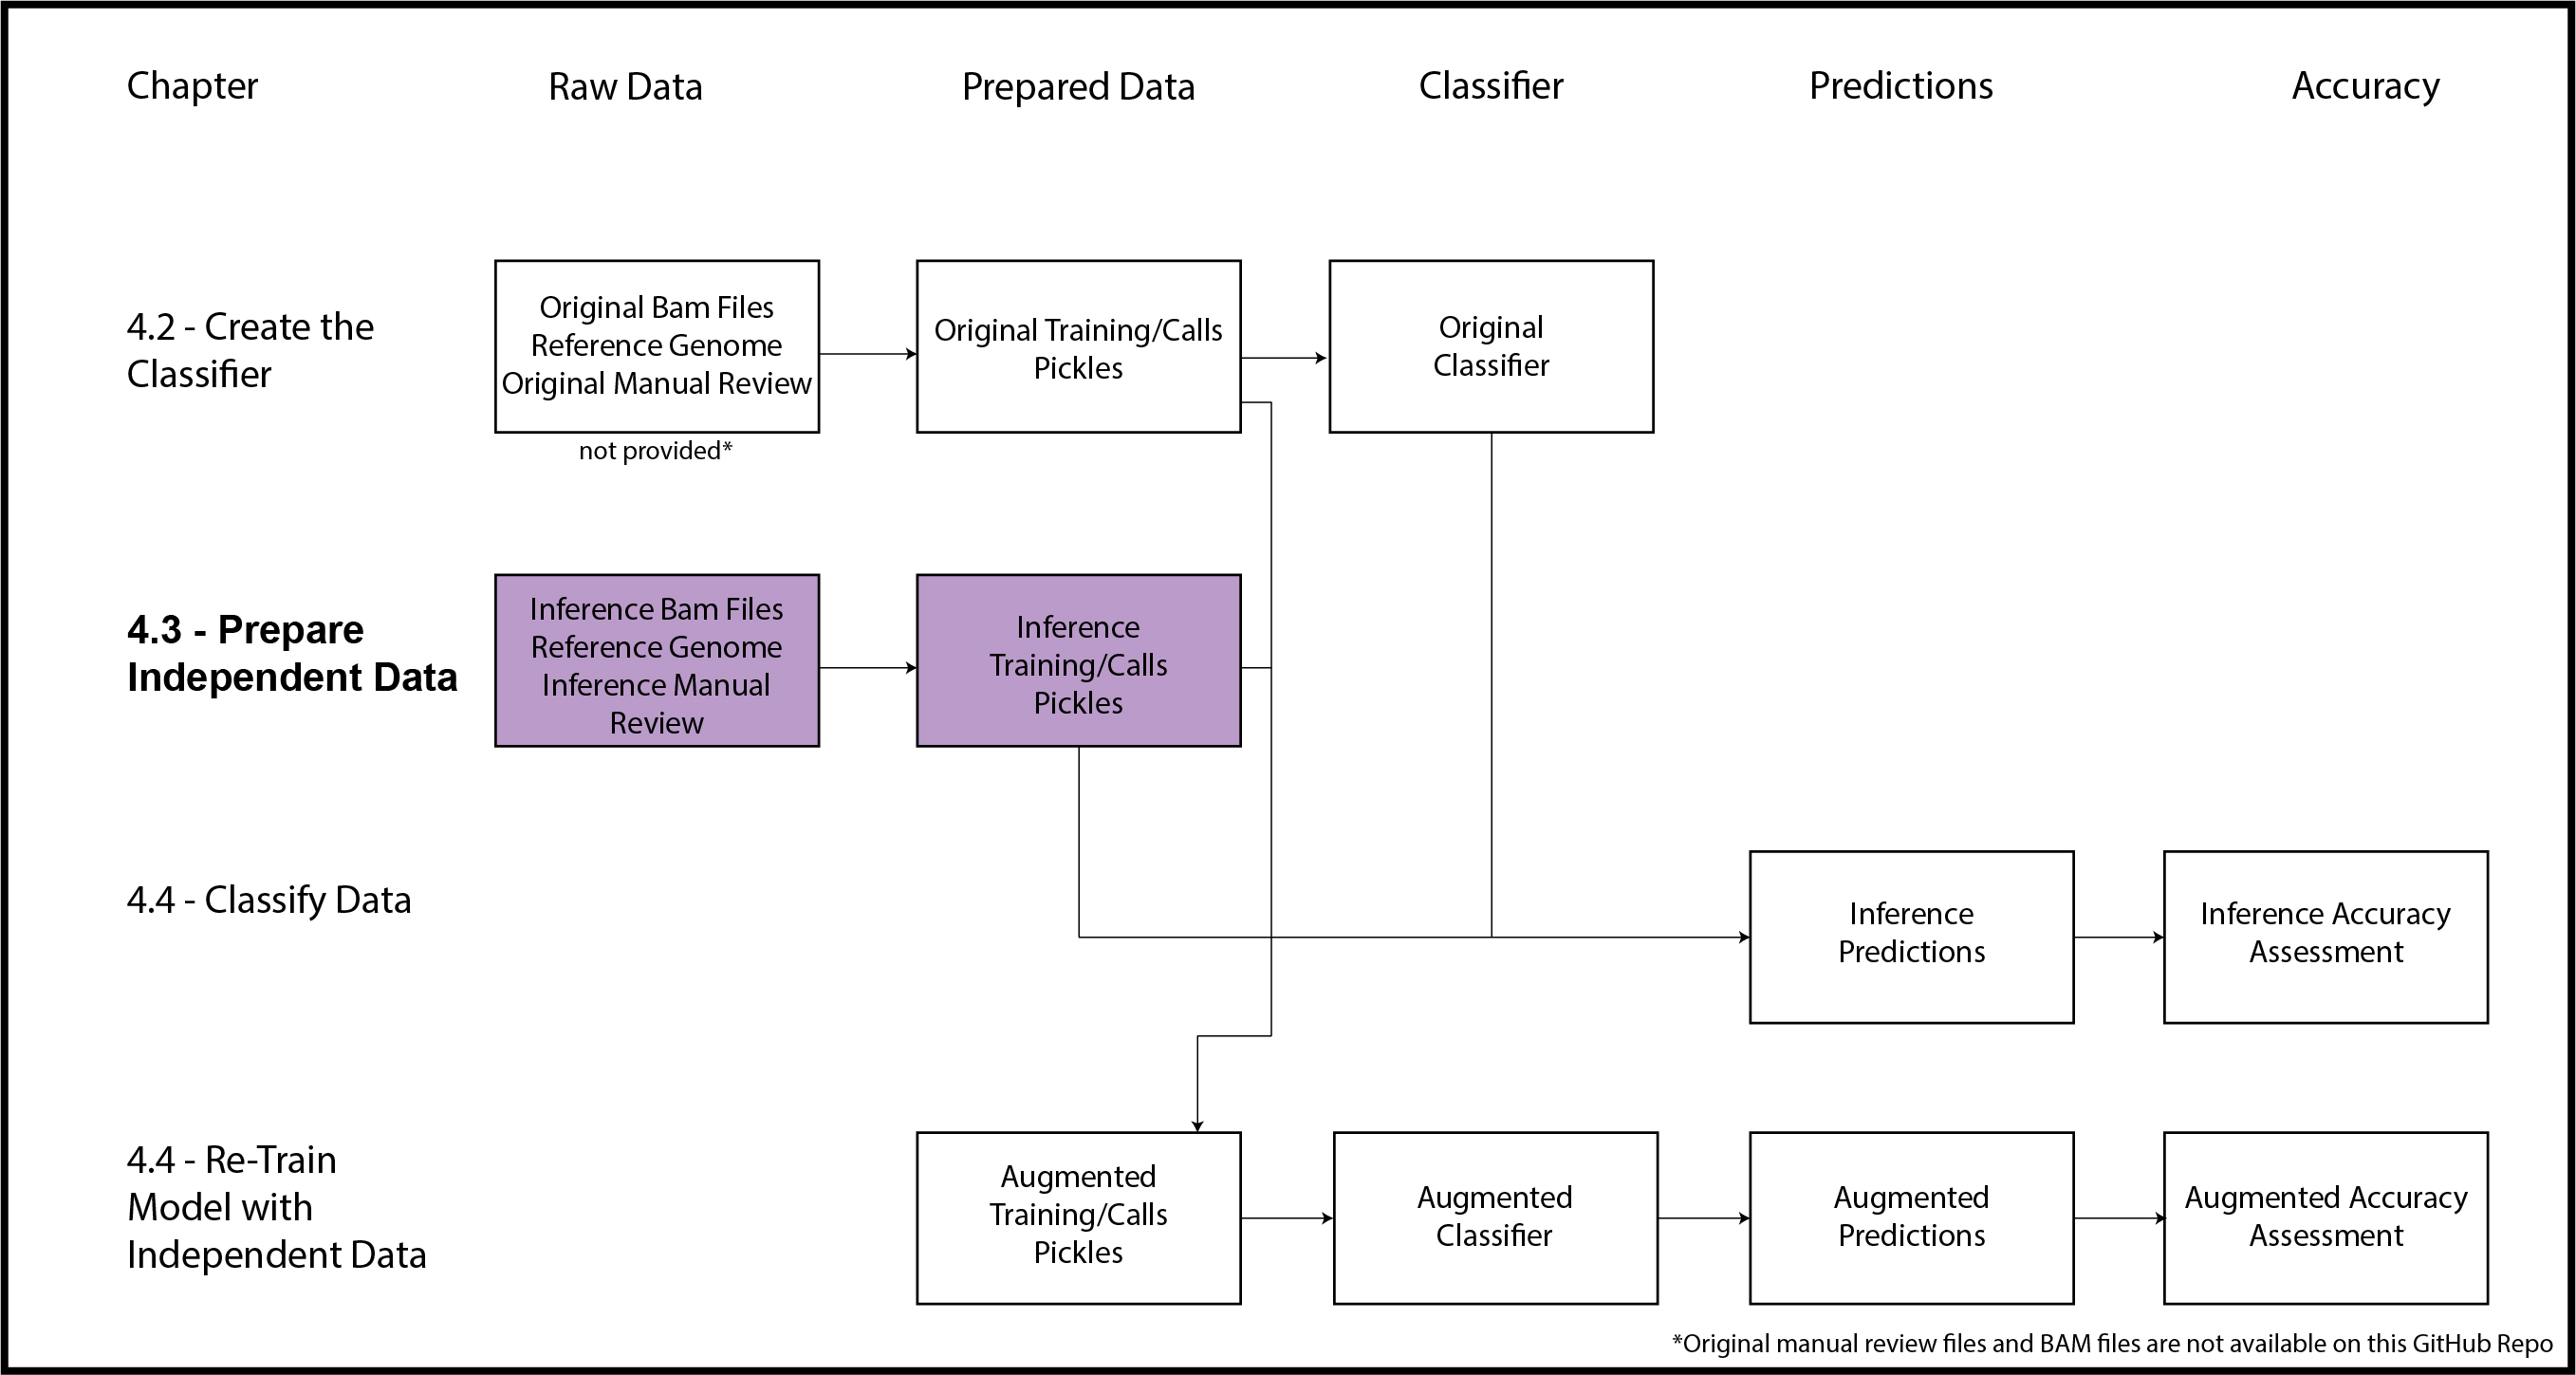 Chapter
Raw Data
Prepared Data
Classifier
Predictions
Accuracy
4.2 - Create the
Classifier
Original Bam Files
Reference Genome
Original Manual Review
not provided*
Original Training/Calls
Pickles
Original
Classifier
4.3 - Prepare
Independent Data
Inference Bam Files
Reference Genome
Inference Manual
Review
Inference
Training/Calls
Pickles
4.4 - Classify Data
Inference
Predictions
Inference Accuracy
Assessment
4.4 - Re-Train
Model with
Independent Data
Augmented
Training/Calls
Pickles
Augmented
Classifier
Augmented
Predictions
Augmented Accuracy
Assessment
*Original manual review files and BAM files are not available on this GitHub Repo